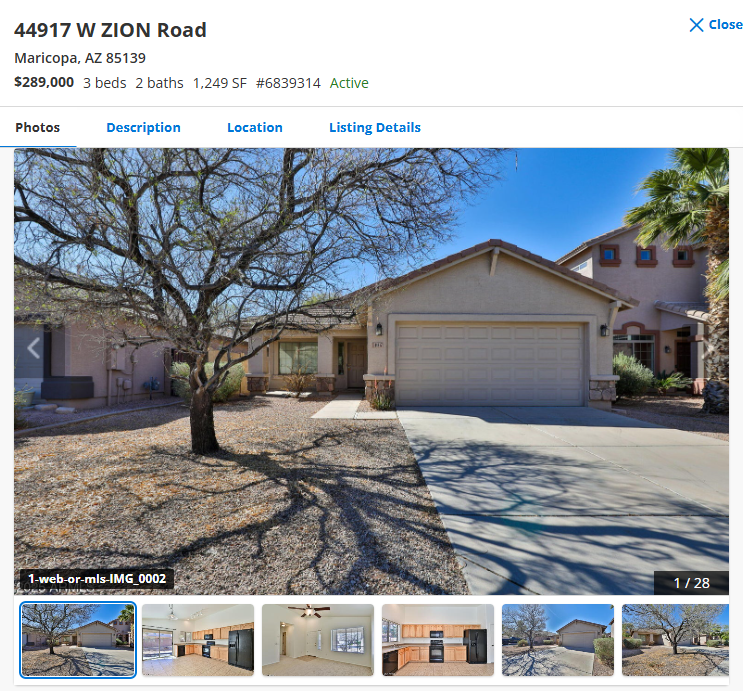 44917 W ZION Road
Close
Maricopa, AZ 85139
$289,000 3 beds 2 baths 1,249 SF #6839314 Active
Photos Description Location Listing Details
1-web-or-mls-IMG_0002
1 / 28